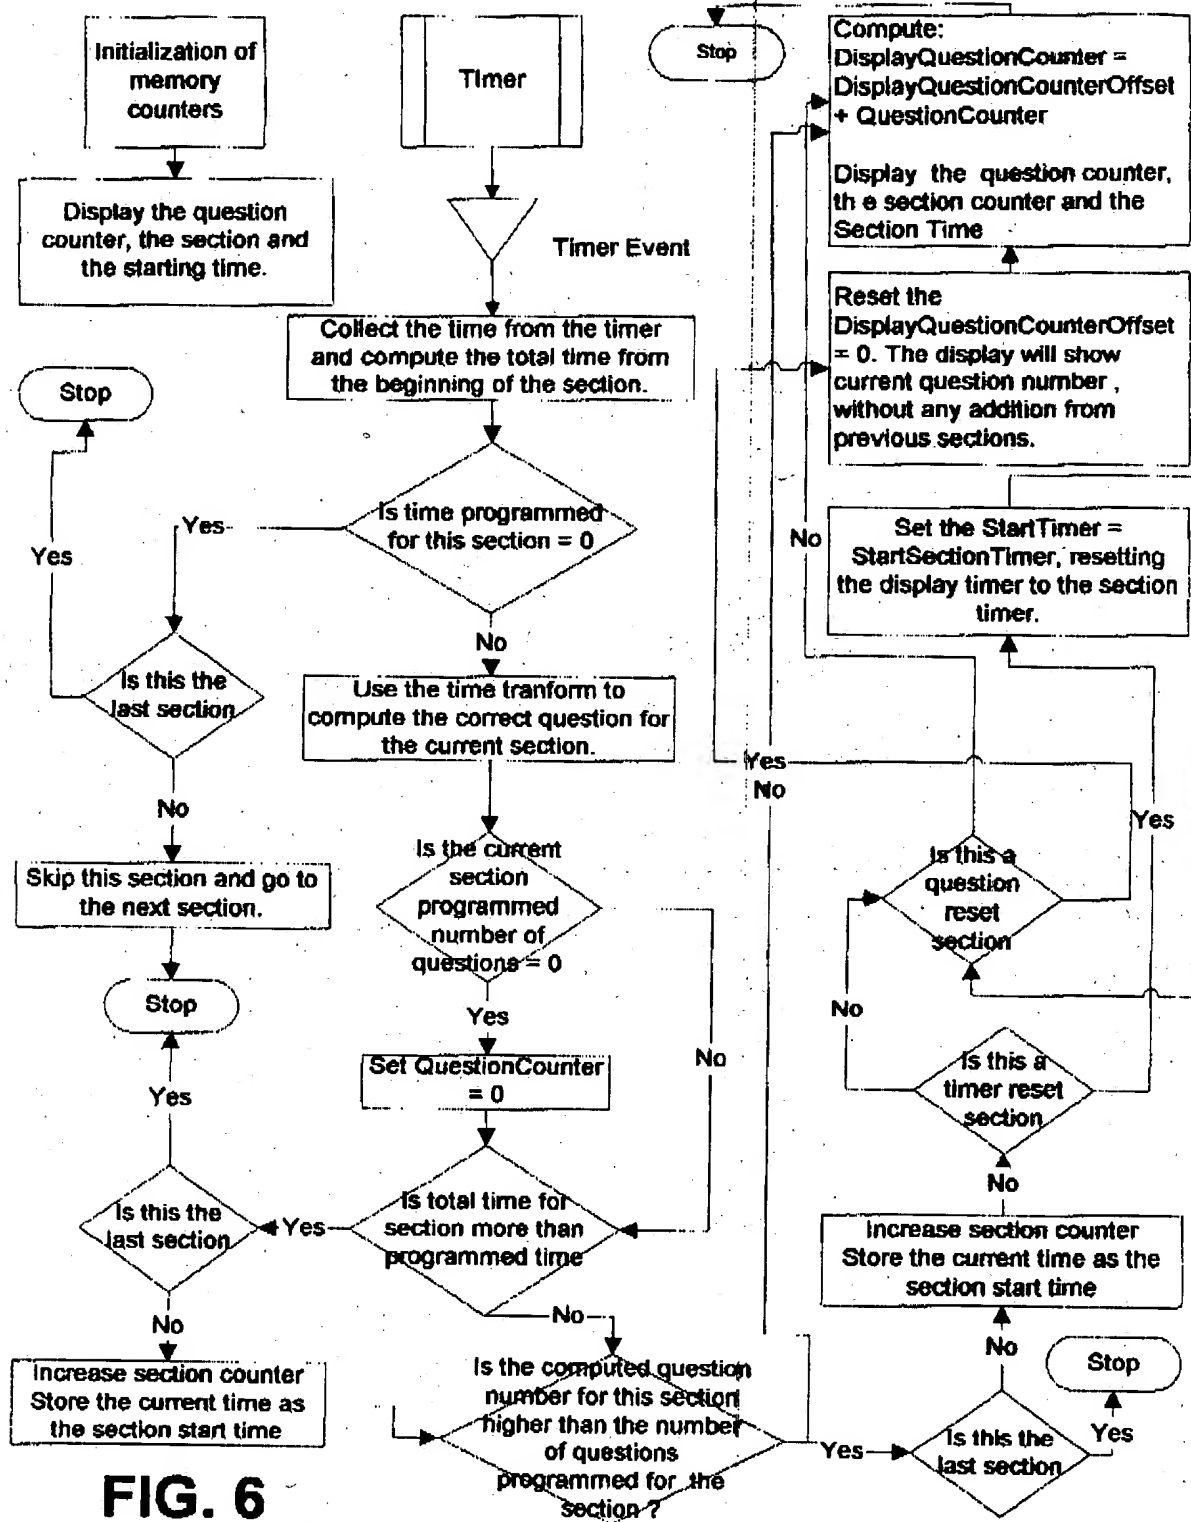 Initialization of
memory
counters
Timer
Stop
Compute:
DisplayQuestionCounter =
DisplayQuestionCounterOffset
+ QuestionCounter
Display the question counter,
th e section counter and the
Section Time
Display the question
counter, the section and
the starting time.
Timer Event
Collect the time from the timer
and compute the total time from
the beginning of the section.
Reset the
DisplayQuestionCounterOffset
= 0. The display will show
current question number ,
without any addition from
previous sections.
Stop
Is time programmed
for this section = 0
Yes
Yes
No
No
Set the StartTimer =
StartSectionTimer, resetting
the display timer to the section
timer.
Is this the
last section
Use the time tranform to
compute the correct question for
the current section.
Yes
No
No
Yes
Skip this section and go to
the next section.
Is the current
section
programmed
number of
questions = 0
Is this a
question
reset
section
Stop
Yes
No
No
Set QuestionCounter
= 0
Is this a
timer reset
section
Yes
No
Is this the
last section
Yes
Is total time for
section more than
programmed time
Increase section counter
Store the current time as the
section start time
No
No
No
Increase section counter
Store the current time as
the section start time
Is the computed question
number for this section
higher than the number
of questions
programmed for the
section ?
Yes
Is this the
last section
Yes
Stop
FIG. 6